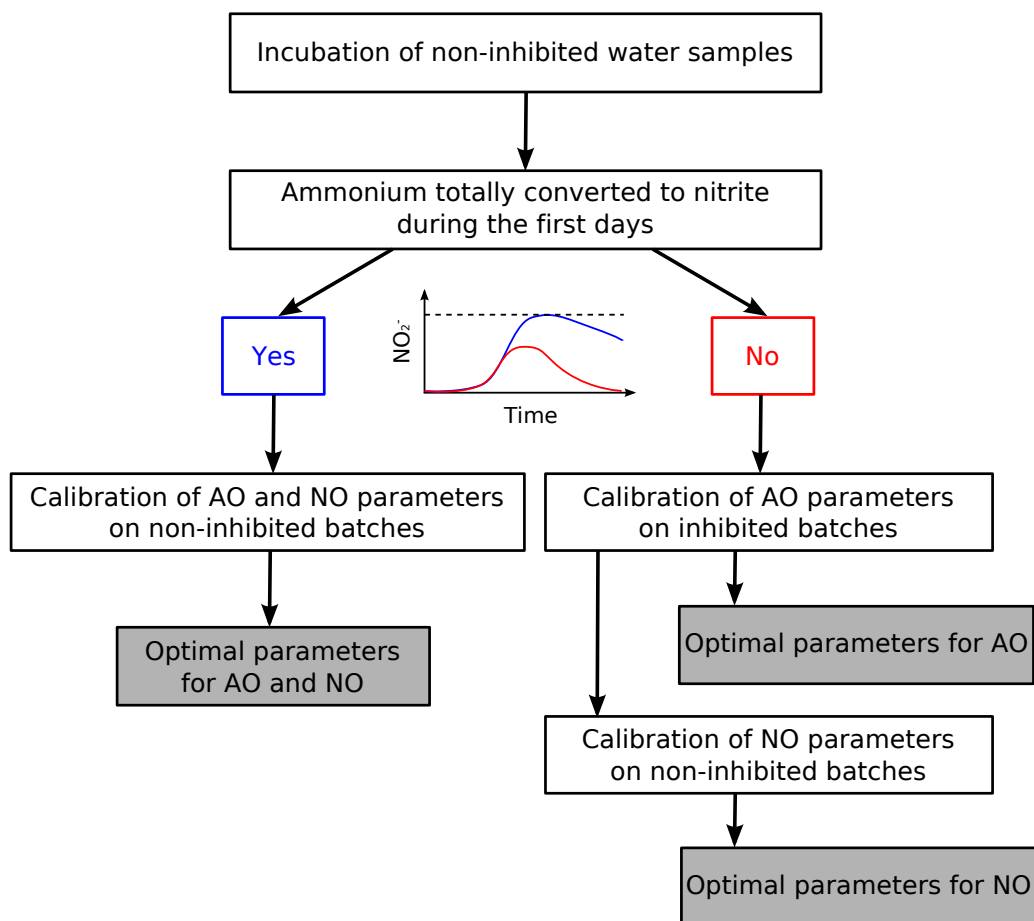 Incubation of non-inhibited water samples
Ammonium totally converted to nitrite
during the first days
Yes
NO₂⁻
Time
No
Calibration of AO and NO parameters
on non-inhibited batches
Calibration of AO parameters
on inhibited batches
Optimal parameters
for AO and NO
Optimal parameters for AO
Calibration of NO parameters
on non-inhibited batches
Optimal parameters for NO